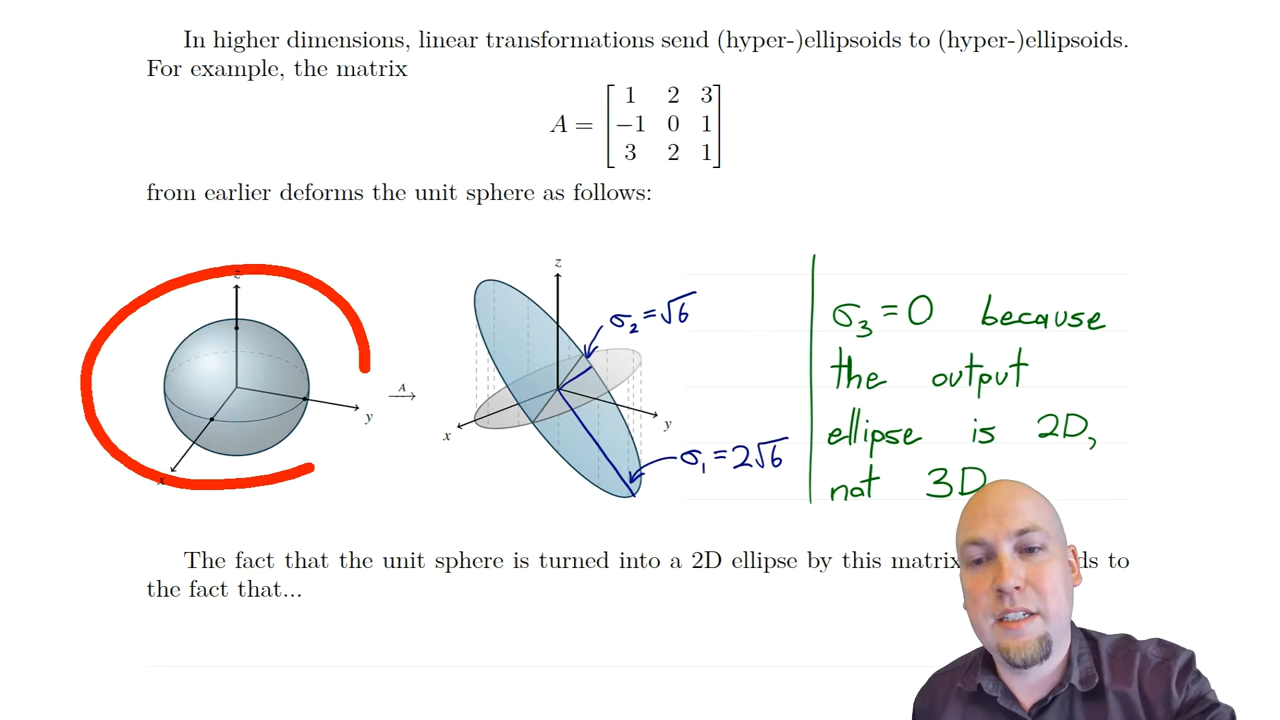 In higher dimensions, linear transformations send (hyper-)ellipsoids to (hyper-)ellipsoids.
For example, the matrix
A = [1 2 3
−1 0 1
3 2 1]
from earlier deforms the unit sphere as follows:
z
y
x
A
z
x
y
σ₂ = √6
σ₁ = 2√6
σ₃ = 0 because
the output
ellipse is 2D,
not 3D
The fact that the unit sphere is turned into a 2D ellipse by this matrix to
the fact that...